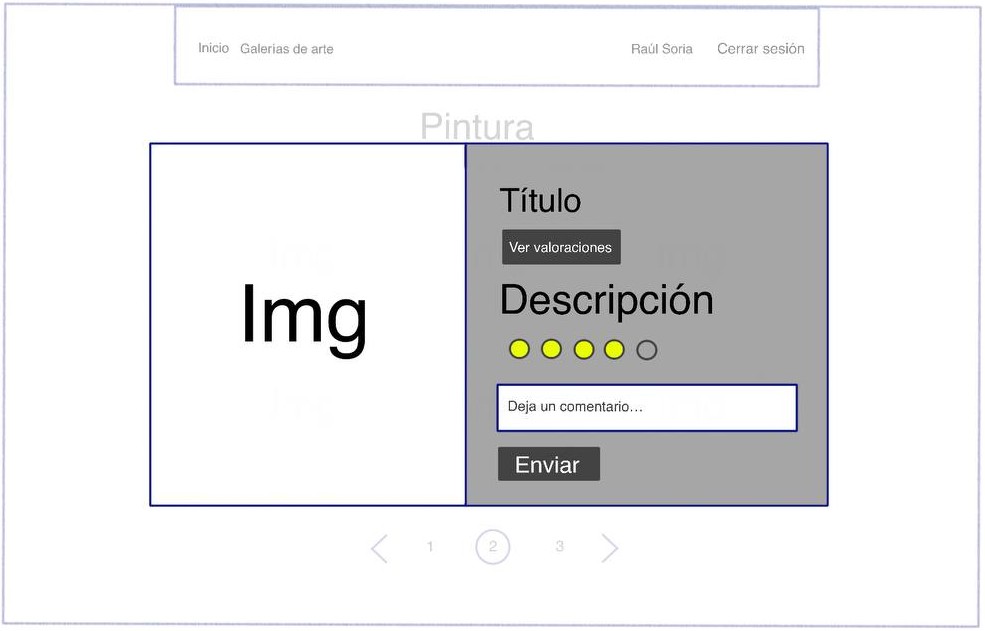 Inicio Galerias de arte Raúl Soria Cerrar sesión
Pintura
Img
Título
Ver valoraciones
Descripción
Deja un comentario...
Enviar
1 2 3